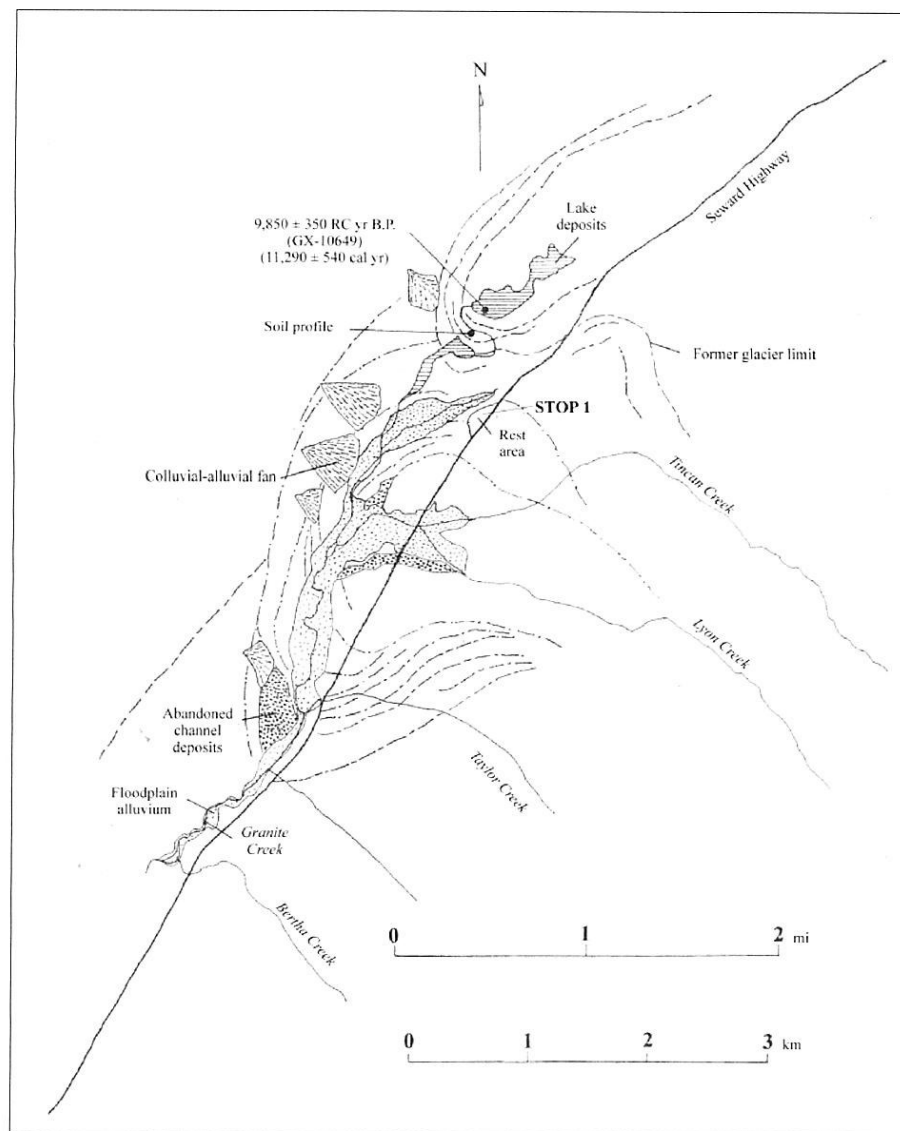 N
Seward Highway
9,850 ± 350 RC yr B.P.
(GX-10649)
(11,290 ± 540 cal yr)
Lake
deposits
Soil profile
Former glacier limit
STOP 1
Rest
area
Colluvial-alluvial fan
Tincan Creek
Lyon Creek
Abandoned
channel
deposits
Taylor Creek
Floodplain
alluvium
Granite
Creek
Bertha Creek
0 1 2 mi
0 1 2 3 km